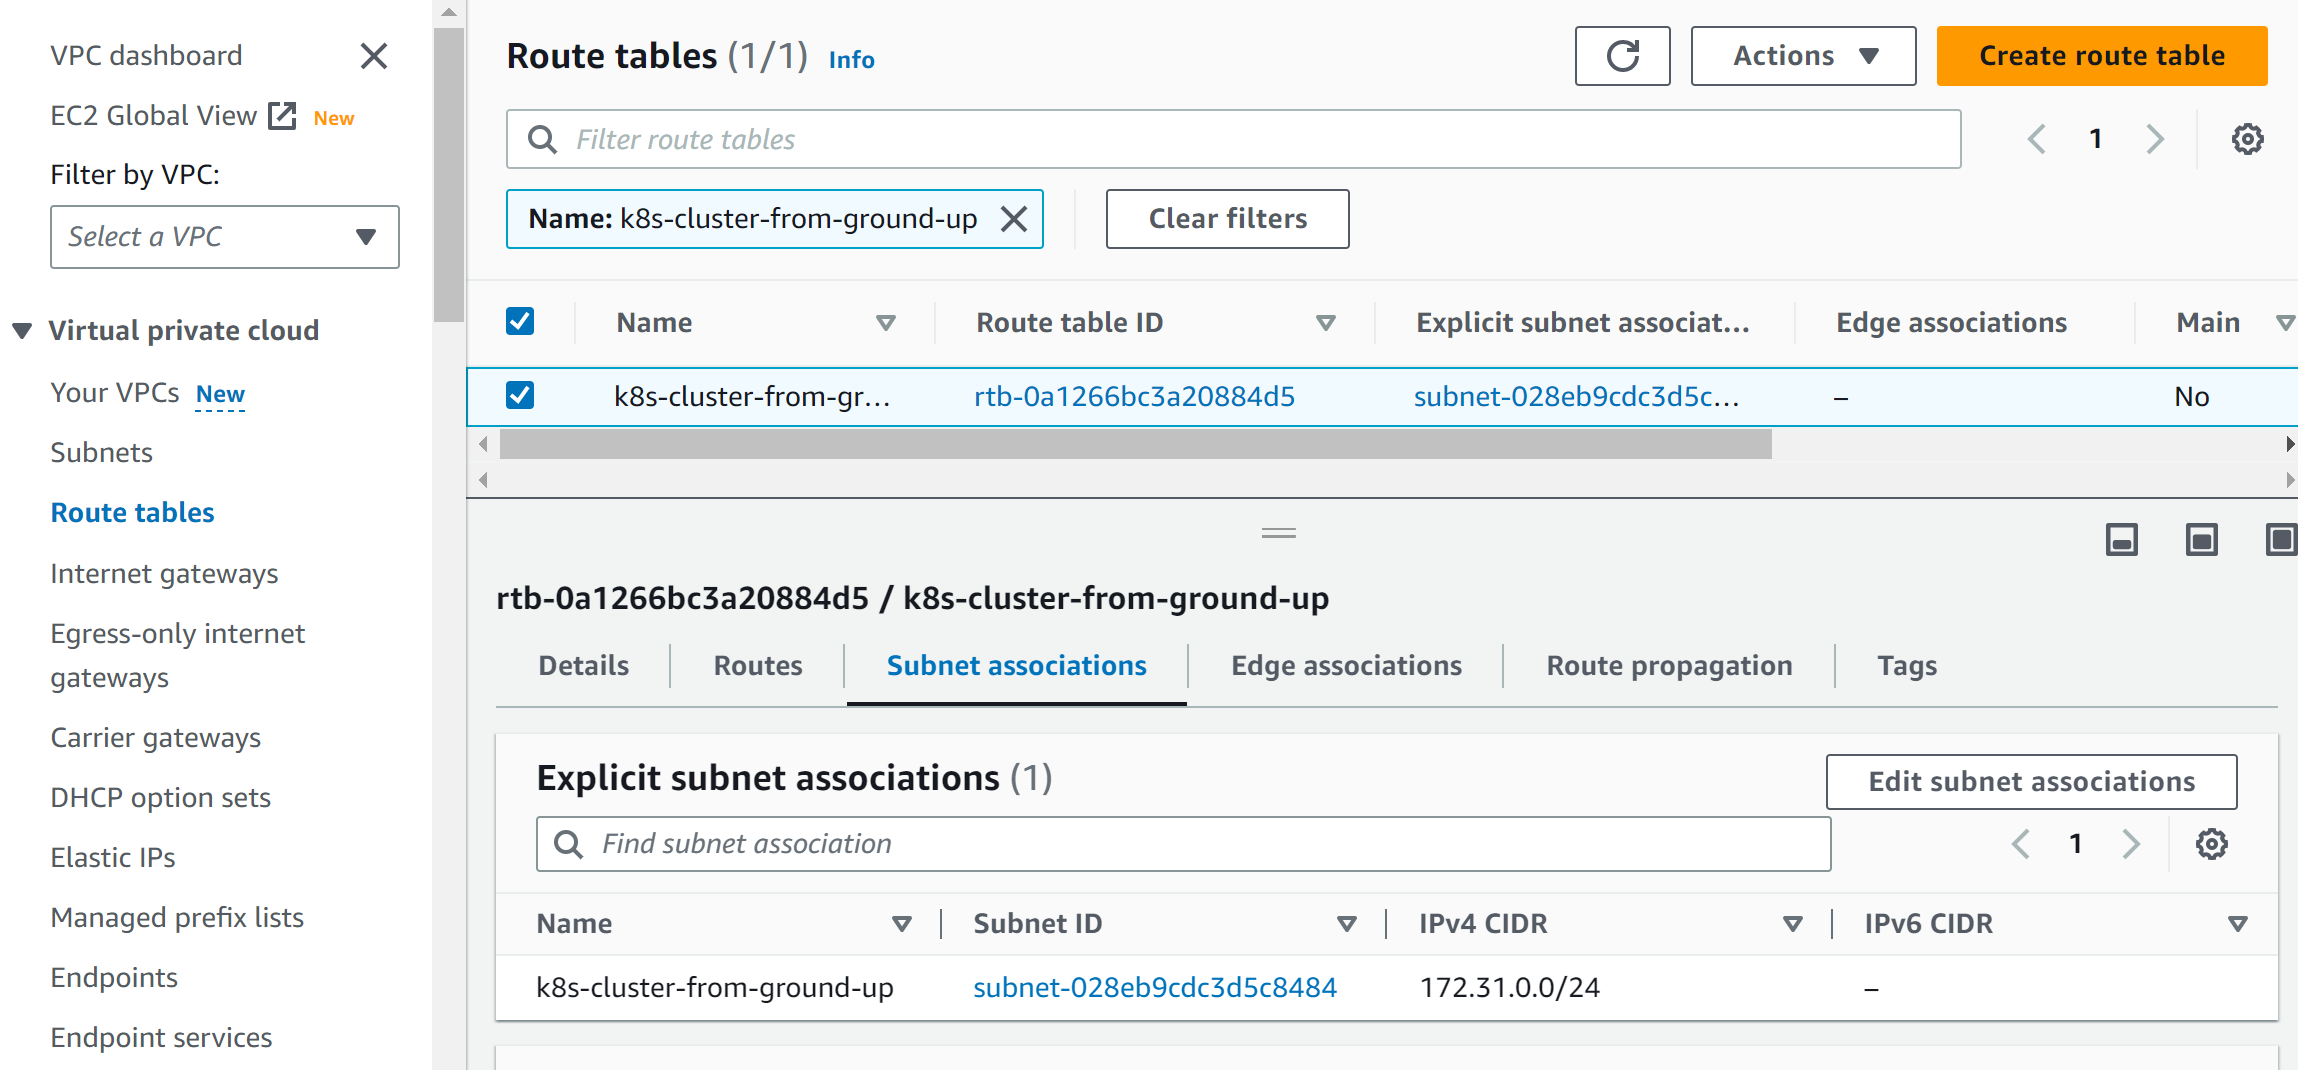 VPC dashboard
EC2 Global View New
Filter by VPC:
Select a VPC
Virtual private cloud
Your VPCs New
Subnets
Route tables
Internet gateways
Egress-only internet
gateways
Carrier gateways
DHCP option sets
Elastic IPs
Managed prefix lists
Endpoints
Endpoint services
Route tables (1/1) Info
Actions
Create route table
Filter route tables
1
Name: k8s-cluster-from-ground-up
Clear filters
Name Route table ID Explicit subnet associat... Edge associations Main
k8s-cluster-from-gr... rtb-0a1266bc3a20884d5 subnet-028eb9cdc3d5c... – No
rtb-0a1266bc3a20884d5 / k8s-cluster-from-ground-up
Details Routes Subnet associations Edge associations Route propagation Tags
Explicit subnet associations (1)
Edit subnet associations
Find subnet association
1
Name Subnet ID IPv4 CIDR IPv6 CIDR
k8s-cluster-from-ground-up subnet-028eb9cdc3d5c8484 172.31.0.0/24 –